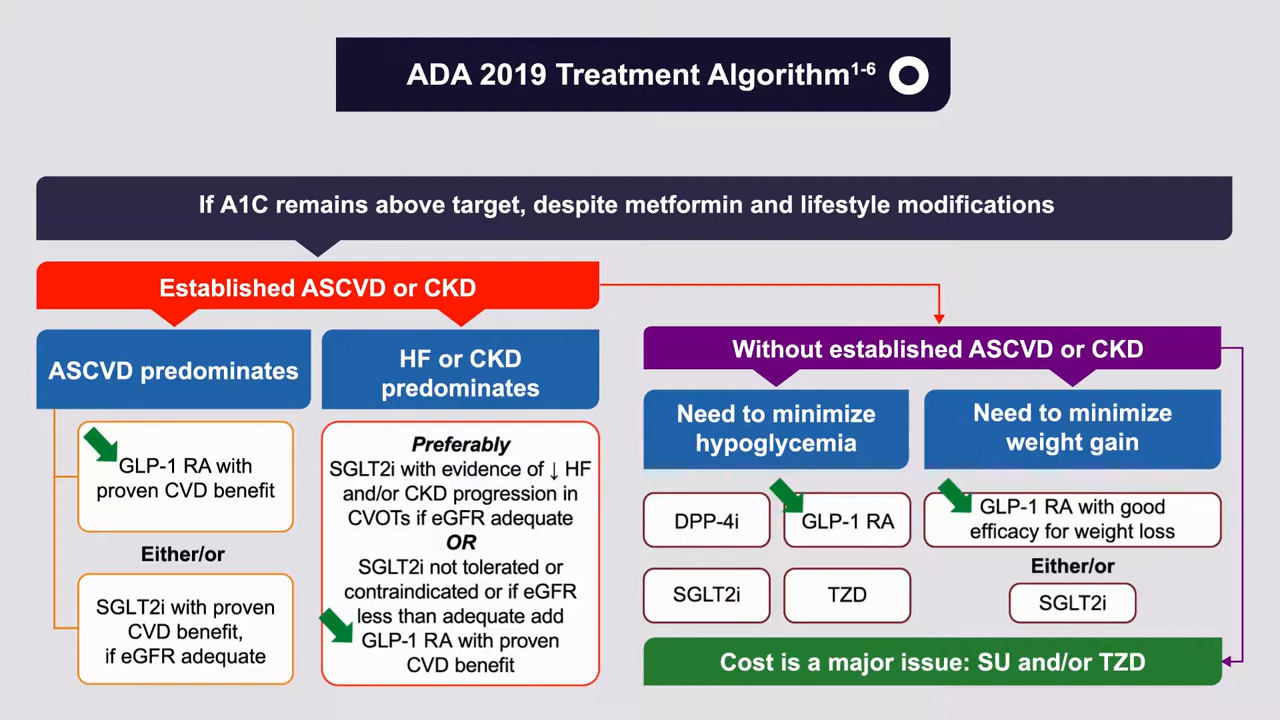 ADA 2019 Treatment Algorithm1-6
If A1C remains above target, despite metformin and lifestyle modifications
Established ASCVD or CKD
ASCVD predominates
GLP-1 RA with
proven CVD benefit
Either/or
SGLT2i with proven
CVD benefit,
if eGFR adequate
HF or CKD
predominates
Preferably
SGLT2i with evidence of ↓ HF
and/or CKD progression in
CVOTs if eGFR adequate
OR
SGLT2i not tolerated or
contraindicated or if eGFR
less than adequate add
GLP-1 RA with proven
CVD benefit
Without established ASCVD or CKD
Need to minimize
hypoglycemia
DPP-4i
GLP-1 RA
SGLT2i
TZD
Need to minimize
weight gain
GLP-1 RA with good
efficacy for weight loss
Either/or
SGLT2i
Cost is a major issue: SU and/or TZD